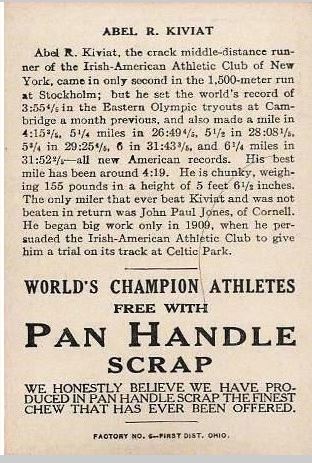 ABEL R. KIVIAT
Abel R. Kiviat, the crack middle-distance run-
ner of the Irish-American Athletic Club of New
York, came in only second in the 1,500-meter run
at Stockholm; but he set the world's record of
3:55⁴/₅ in the Eastern Olympic tryouts at Cam-
bridge a month previous, and also made a mile in
4:15³/₅, 5¼ miles in 26:49⁴/₅, 5½ in 28:08¹/₅,
5¾ in 29:25⁴/₅, 6 in 31:43³/₅, and 6¼ miles in
31:52²/₅—all new American records. His best
mile has been around 4:19. He is chunky, weigh-
ing 155 pounds in a height of 5 feet 6½ inches.
The only miler that ever beat Kiviat and was not
beaten in return was John Paul Jones, of Cornell.
He began big work only in 1909, when he per-
suaded the Irish-American Athletic Club to give
him a trial on its track at Celtic Park.
WORLD'S CHAMPION ATHLETES
FREE WITH
PAN HANDLE
SCRAP
WE HONESTLY BELIEVE WE HAVE PRO-
DUCED IN PAN HANDLE SCRAP THE FINEST
CHEW THAT HAS EVER BEEN OFFERED.
FACTORY NO. 6—FIRST DIST. OHIO.